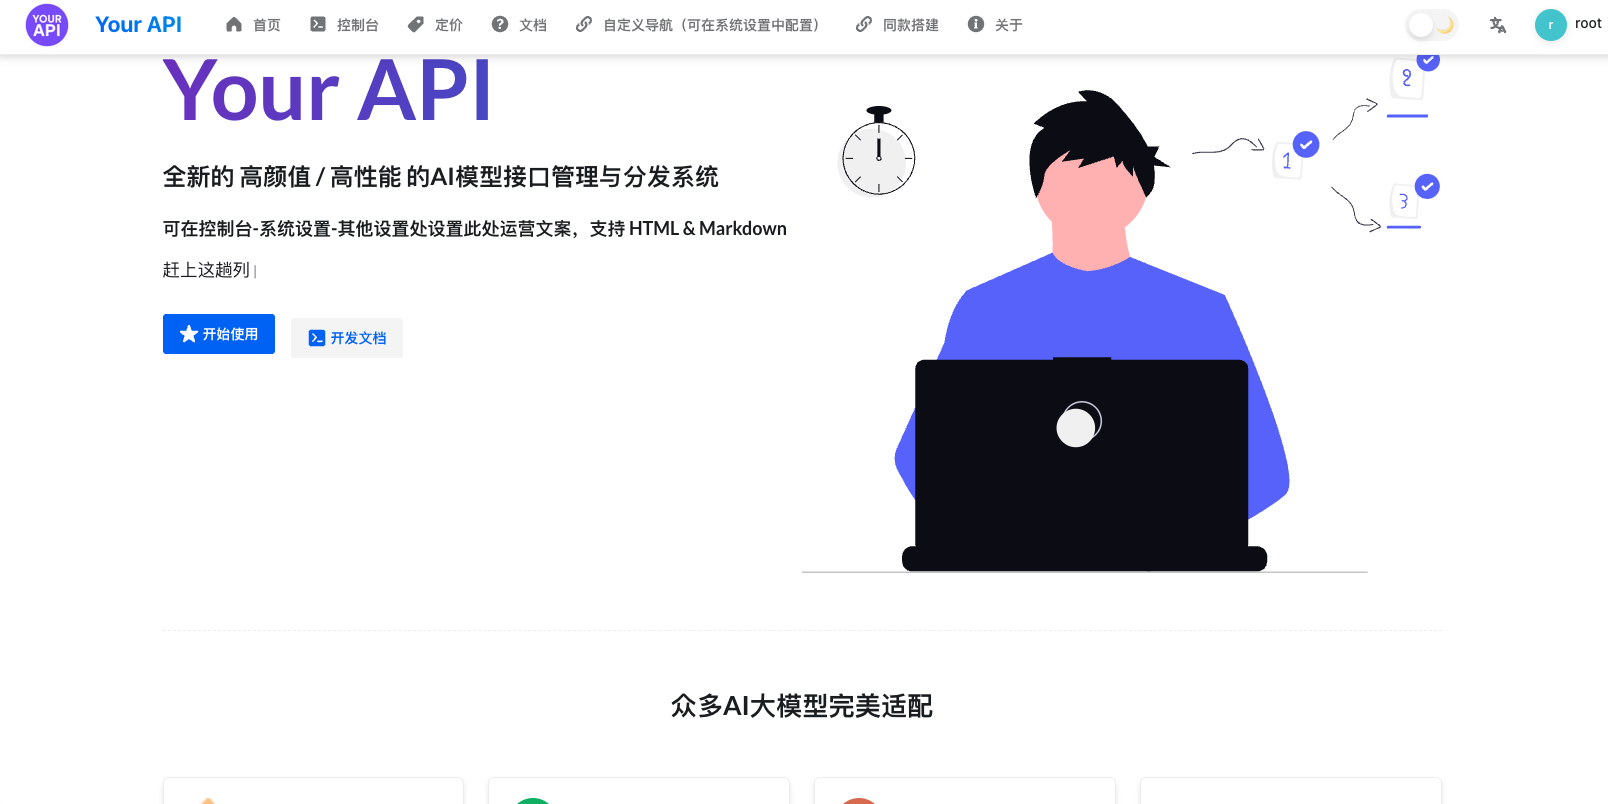 YOUR API
Your API
首页
控制台
定价
文档
自定义导航（可在系统设置中配置）
同款搭建
关于
r
root
Your API
全新的 高颜值 / 高性能 的AI模型接口管理与分发系统
可在控制台-系统设置-其他设置处设置此处运营文案，支持 HTML & Markdown
赶上这趟列 |
开始使用
开发文档
1
2
3
众多AI大模型完美适配